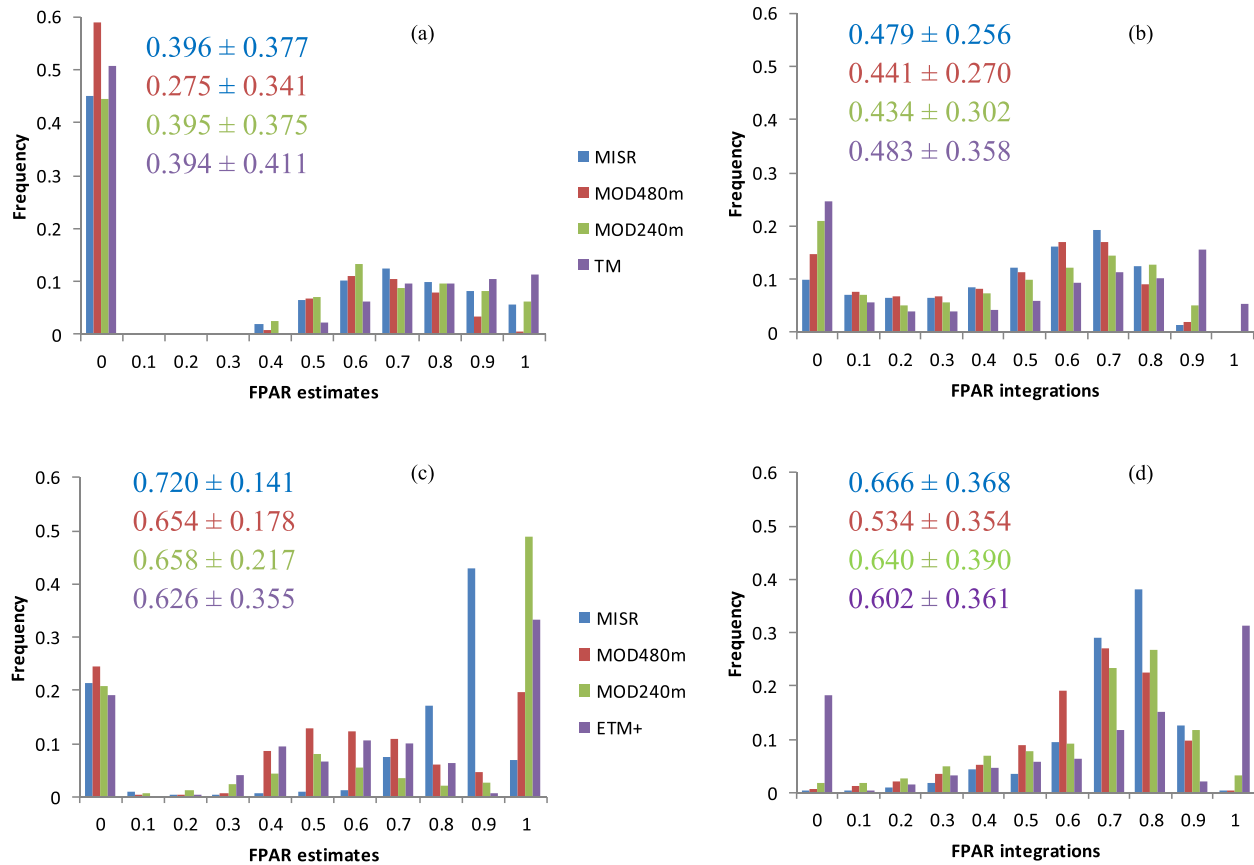 (a)
0.396 ± 0.377
0.275 ± 0.341
0.395 ± 0.375
0.394 ± 0.411
Frequency
0.6
0.5
0.4
0.3
0.2
0.1
0
0 0.1 0.2 0.3 0.4 0.5 0.6 0.7 0.8 0.9 1
FPAR estimates
MISR
MOD480m
MOD240m
TM
(b)
0.479 ± 0.256
0.441 ± 0.270
0.434 ± 0.302
0.483 ± 0.358
Frequency
0.6
0.5
0.4
0.3
0.2
0.1
0
0 0.1 0.2 0.3 0.4 0.5 0.6 0.7 0.8 0.9 1
FPAR integrations
(c)
0.720 ± 0.141
0.654 ± 0.178
0.658 ± 0.217
0.626 ± 0.355
Frequency
0.6
0.5
0.4
0.3
0.2
0.1
0
0 0.1 0.2 0.3 0.4 0.5 0.6 0.7 0.8 0.9 1
FPAR estimates
MISR
MOD480m
MOD240m
ETM+
(d)
0.666 ± 0.368
0.534 ± 0.354
0.640 ± 0.390
0.602 ± 0.361
Frequency
0.6
0.5
0.4
0.3
0.2
0.1
0
0 0.1 0.2 0.3 0.4 0.5 0.6 0.7 0.8 0.9 1
FPAR integrations